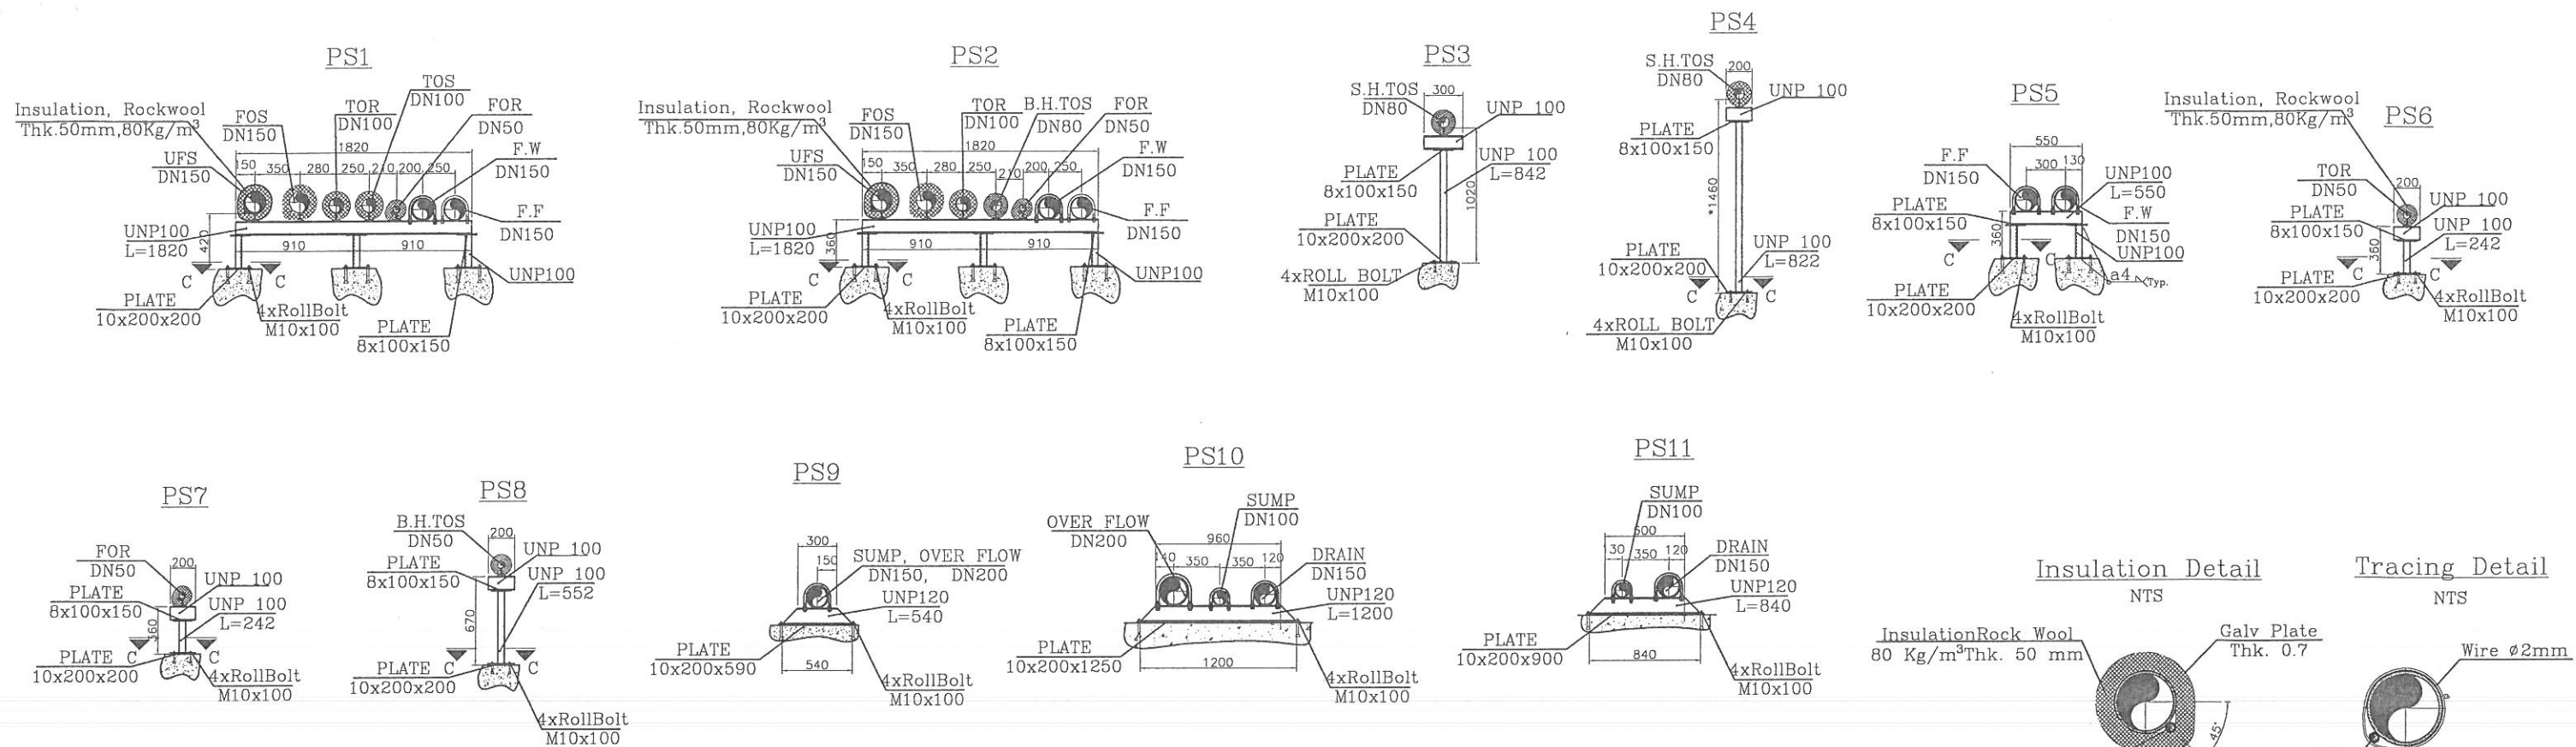 PS1
TOS
DN100
Insulation, Rockwool
Thk.50mm,80Kg/m³
FOS
DN150
TOR
DN100
FOR
DN50
1820
UFS
DN150
150 350 280 250 210 200 250
F.W
DN150
F.F
DN150
UNP100
L=1820
420
910 910
C C
UNP100
PLATE
10x200x200
4xRollBolt
M10x100
PLATE
8x100x150
PS2
Insulation, Rockwool
Thk.50mm,80Kg/m³
FOS
DN150
TOR
DN100
B.H.TOS
DN80
FOR
DN50
1820
UFS
DN150
150 350 280 250 210 200 250
F.W
DN150
F.F
DN150
UNP100
L=1820
360
910 910
C C
UNP100
PLATE
10x200x200
4xRollBolt
M10x100
PLATE
8x100x150
PS3
S.H.TOS
DN80
300
UNP 100
PLATE
8x100x150
UNP 100
L=842
1020
PLATE
10x200x200
4xROLL BOLT
M10x100
PS4
S.H.TOS
DN80
200
UNP 100
PLATE
8x100x150
*1460
PLATE
10x200x200
UNP 100
L=822
C C
4xROLL BOLT
M10x100
PS5
550
300 130
F.F
DN150
UNP100
L=550
PLATE
8x100x150
F.W
DN150
360
UNP100
C C
a4 Typ.
PLATE
10x200x200
4xRollBolt
M10x100
Insulation, Rockwool
Thk.50mm,80Kg/m³
PS6
TOR
DN50
200
UNP 100
PLATE
8x100x150
UNP 100
L=242
360
C C
PLATE
10x200x200
4xRollBolt
M10x100
PS7
FOR
DN50
200
UNP 100
PLATE
8x100x150
UNP 100
L=242
360
PLATE C C
10x200x200
4xRollBolt
M10x100
PS8
B.H.TOS
DN50
200
UNP 100
PLATE
8x100x150
UNP 100
L=552
670
C C
PLATE
10x200x200
4xRollBolt
M10x100
PS9
300
150
SUMP, OVER FLOW
DN150, DN200
UNP120
L=540
PLATE
10x200x590
540
4xRollBolt
M10x100
PS10
OVER FLOW
DN200
SUMP
DN100
960
350 350 120
DRAIN
DN150
UNP120
L=1200
PLATE
10x200x1250
1200
4xRollBolt
M10x100
PS11
SUMP
DN100
130 350 120
DRAIN
DN150
UNP120
L=840
PLATE
10x200x900
840
4xRollBolt
M10x100
Insulation Detail
NTS
InsulationRock Wool
80 Kg/m³Thk. 50 mm
Galv Plate
Thk. 0.7
45°
Tracing Detail
NTS
Wire ø2mm